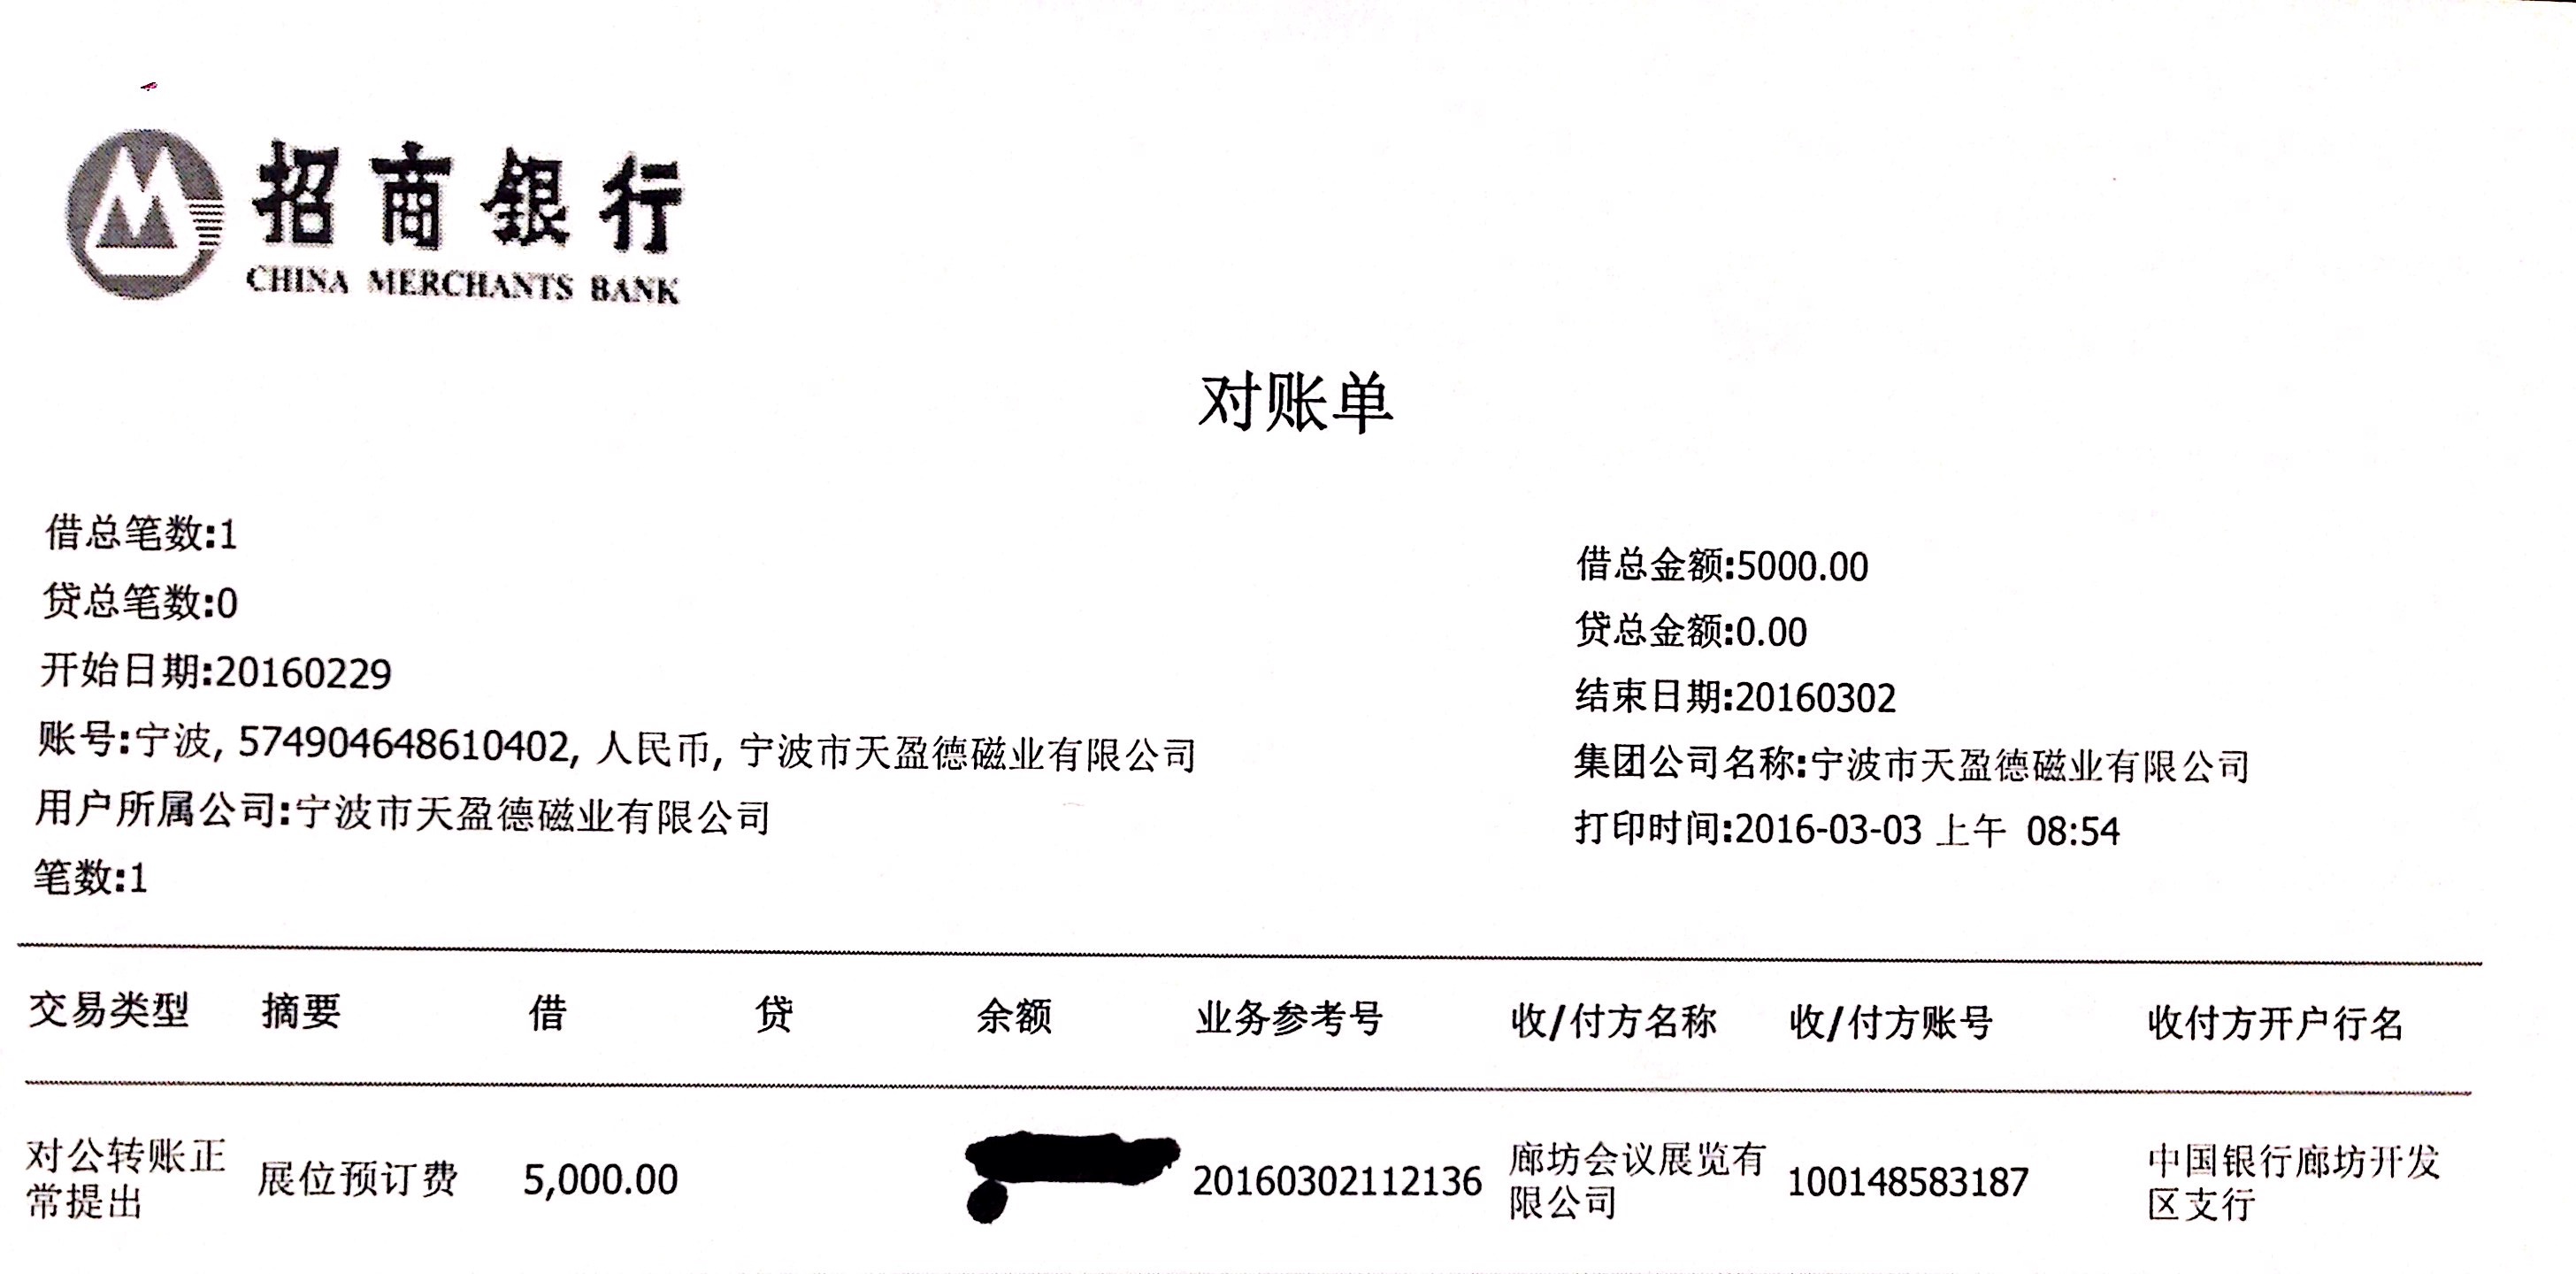 招商银行
CHINA MERCHANTS BANK
对账单
借总笔数:1
贷总笔数:0
开始日期:20160229
账号:宁波, 574904648610402, 人民币, 宁波市天盈德磁业有限公司
用户所属公司:宁波市天盈德磁业有限公司
笔数:1
借总金额:5000.00
贷总金额:0.00
结束日期:20160302
集团公司名称:宁波市天盈德磁业有限公司
打印时间:2016-03-03 上午 08:54
交易类型 摘要 借 贷 余额 业务参考号 收/付方名称 收/付方账号 收付方开户行名
对公转账正
常提出
展位预订费
5,000.00
20160302112136
廊坊会议展览有
限公司
100148583187
中国银行廊坊开发
区支行